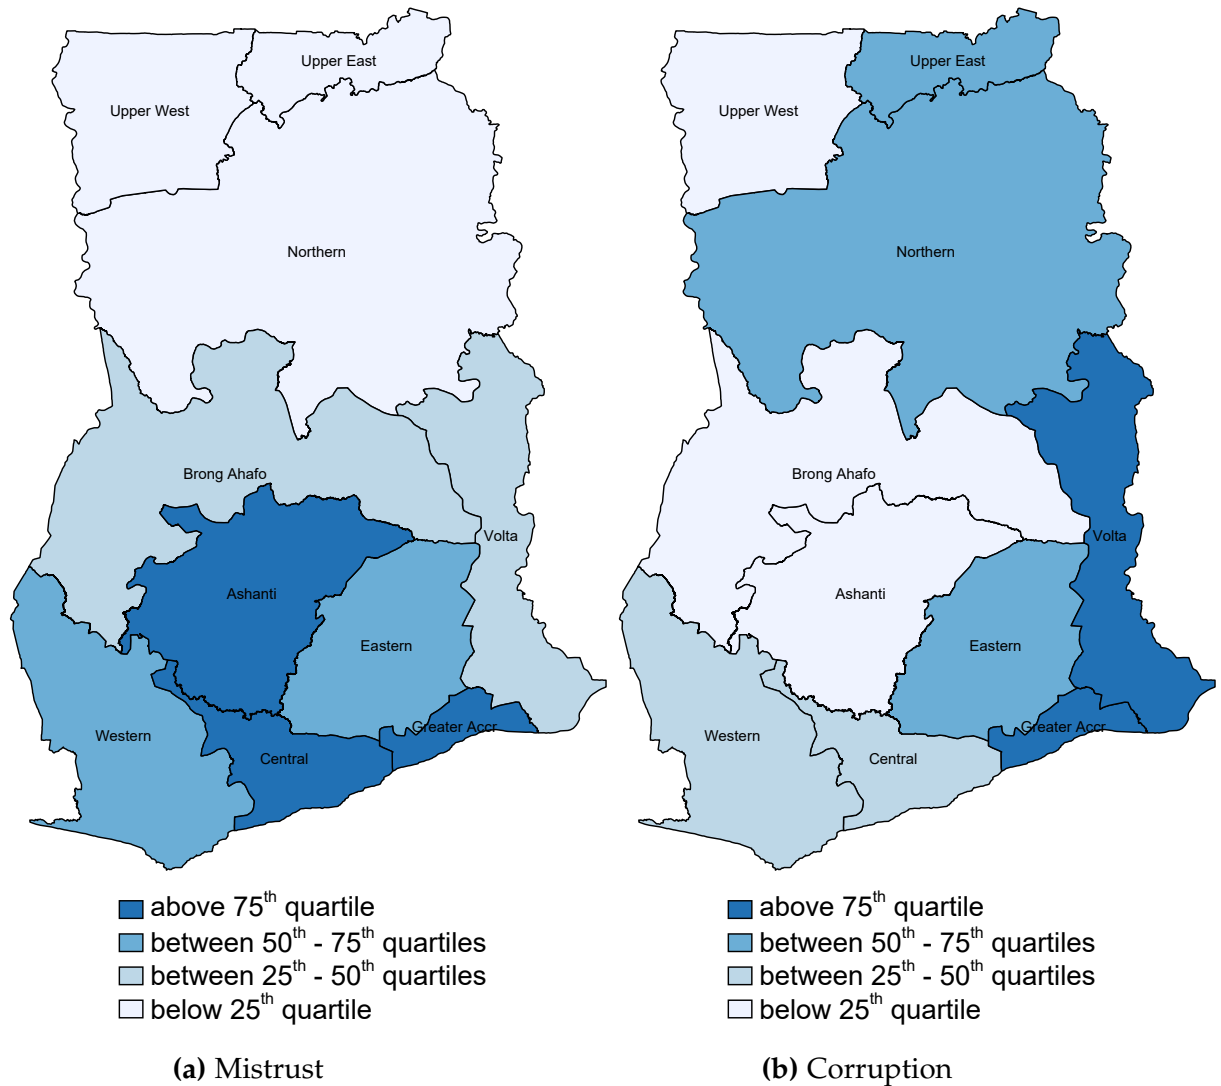 Upper East
Upper West
Northern
Brong Ahafo
Volta
Ashanti
Eastern
Greater Accr
Western
Central
above 75th quartile
between 50th - 75th quartiles
between 25th - 50th quartiles
below 25th quartile
(a) Mistrust
Upper East
Upper West
Northern
Brong Ahafo
Volta
Ashanti
Eastern
Greater Accr
Western
Central
above 75th quartile
between 50th - 75th quartiles
between 25th - 50th quartiles
below 25th quartile
(b) Corruption